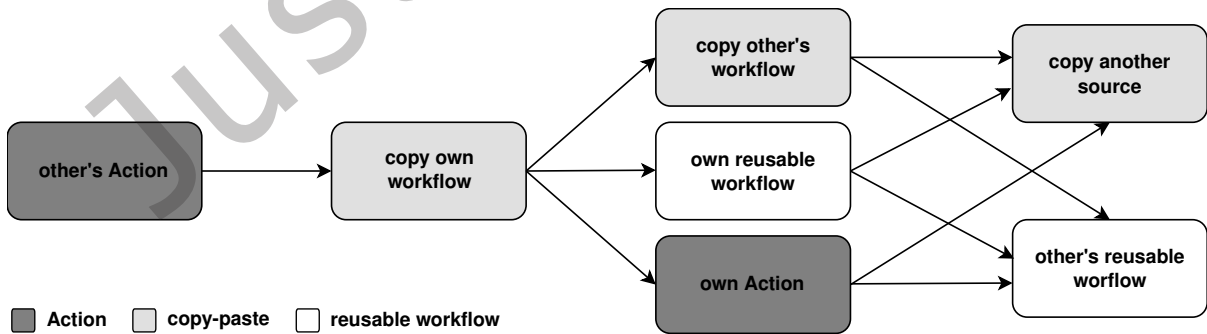 other's Action
copy own
workflow
copy other's
workflow
own reusable
workflow
own Action
copy another
source
other's reusable
worflow
Action
copy-paste
reusable workflow
Jus